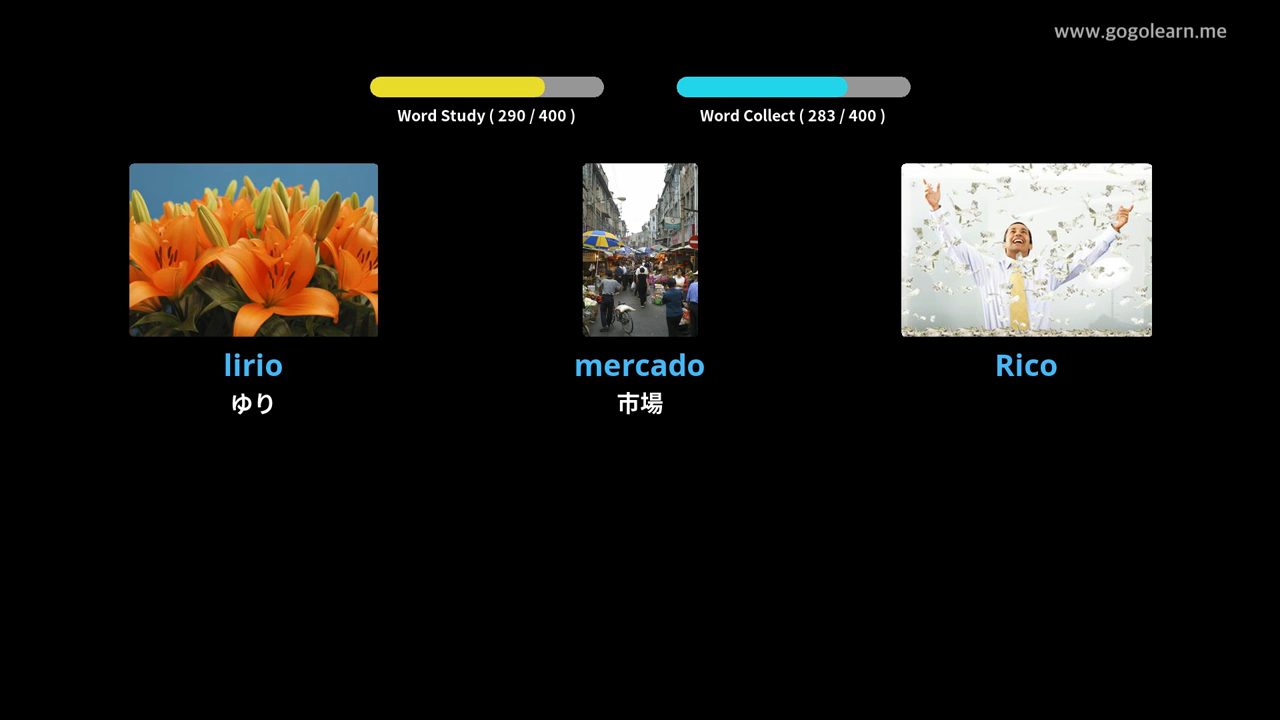 www.gogolearn.me
Word Study ( 290 / 400 )
Word Collect ( 283 / 400 )
lirio
ゆり
mercado
市場
Rico